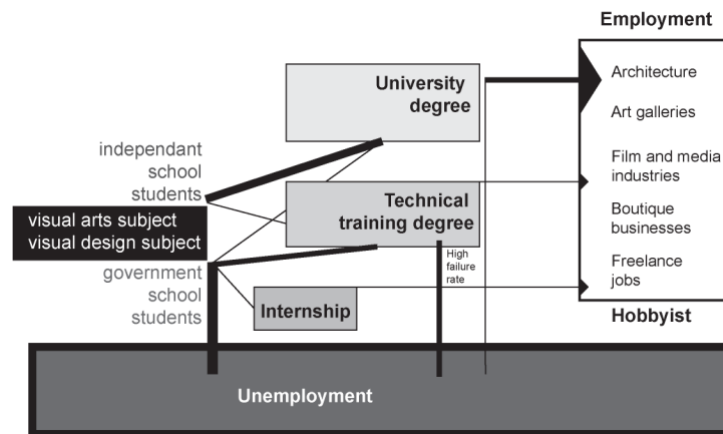 Employment
University
degree
Architecture
Art galleries
independant
school
students
Film and media
industries
visual arts subject
visual design subject
Technical
training degree
Boutique
businesses
High
failure
rate
Freelance
jobs
government
school
students
Internship
Hobbyist
Unemployment